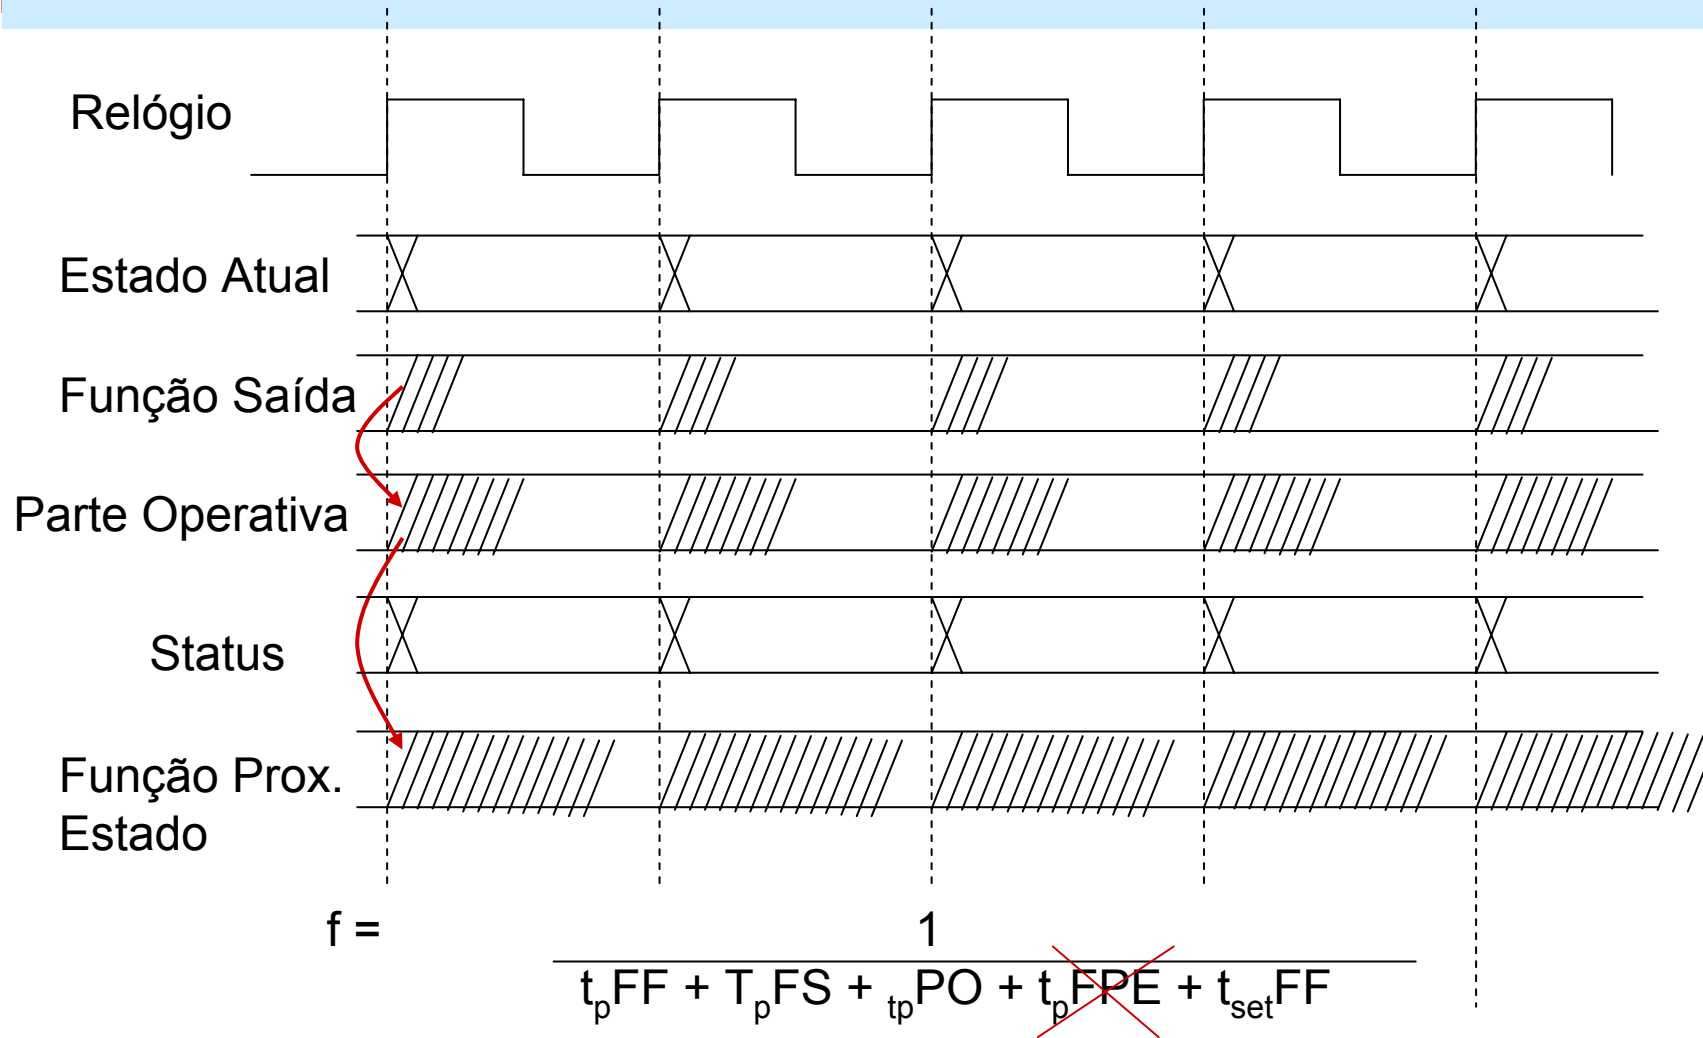 Relógio
Estado Atual
Função Saída
Parte Operativa
Status
Função Prox.
Estado
f =
1
tpFF + TpFS + tpPO + tpFPE + tsetFF